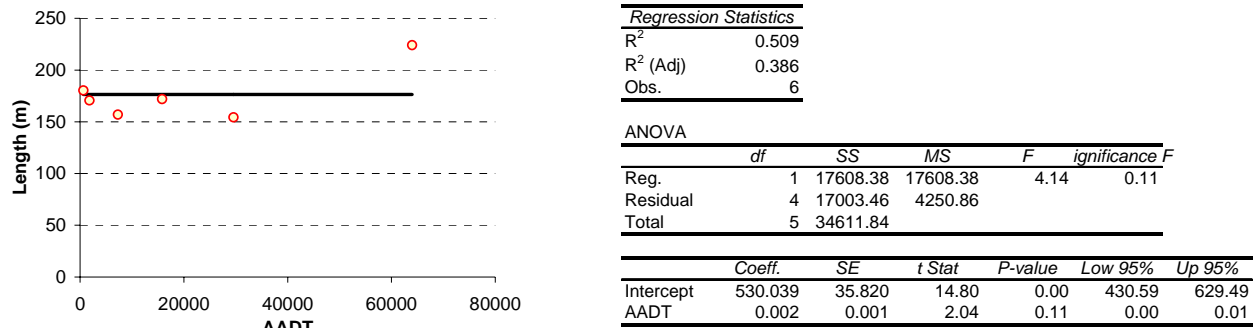 250
200
150
100
50
0
0 20000 40000 60000 80000
Length (m)
AADT
Regression Statistics
R2 0.509
R2 (Adj) 0.386
Obs. 6
ANOVA
df SS MS F ignificance F
Reg. 1 17608.38 17608.38 4.14 0.11
Residual 4 17003.46 4250.86
Total 5 34611.84
Coeff. SE t Stat P-value Low 95% Up 95%
Intercept 530.039 35.820 14.80 0.00 430.59 629.49
AADT 0.002 0.001 2.04 0.11 0.00 0.01